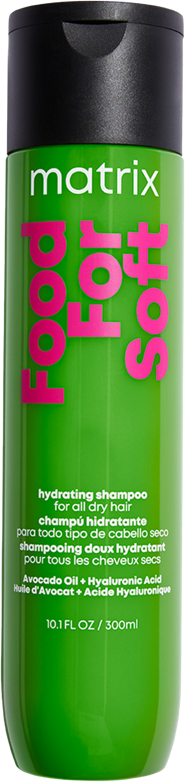 matrix
Food
For
Soft
hydrating shampoo
for all dry hair
champú hidratante
para todo tipo de cabello seco
shampooing doux hydratant
pour tous les cheveux secs
Avocado Oil + Hyaluronic Acid
Huile d'Avocat + Acide Hyaluronique
10.1 FL OZ / 300ml